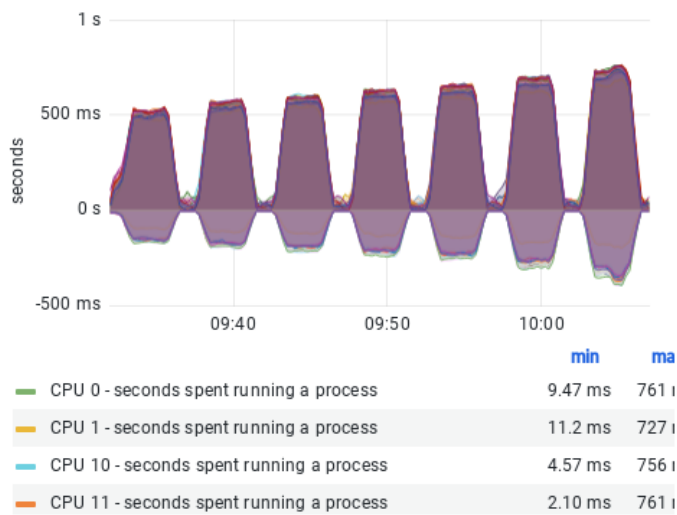 1 s
500 ms
0 s
-500 ms
seconds
09:40 09:50 10:00
min ma
CPU 0 - seconds spent running a process 9.47 ms 761
CPU 1 - seconds spent running a process 11.2 ms 727
CPU 10 - seconds spent running a process 4.57 ms 756
CPU 11 - seconds spent running a process 2.10 ms 761